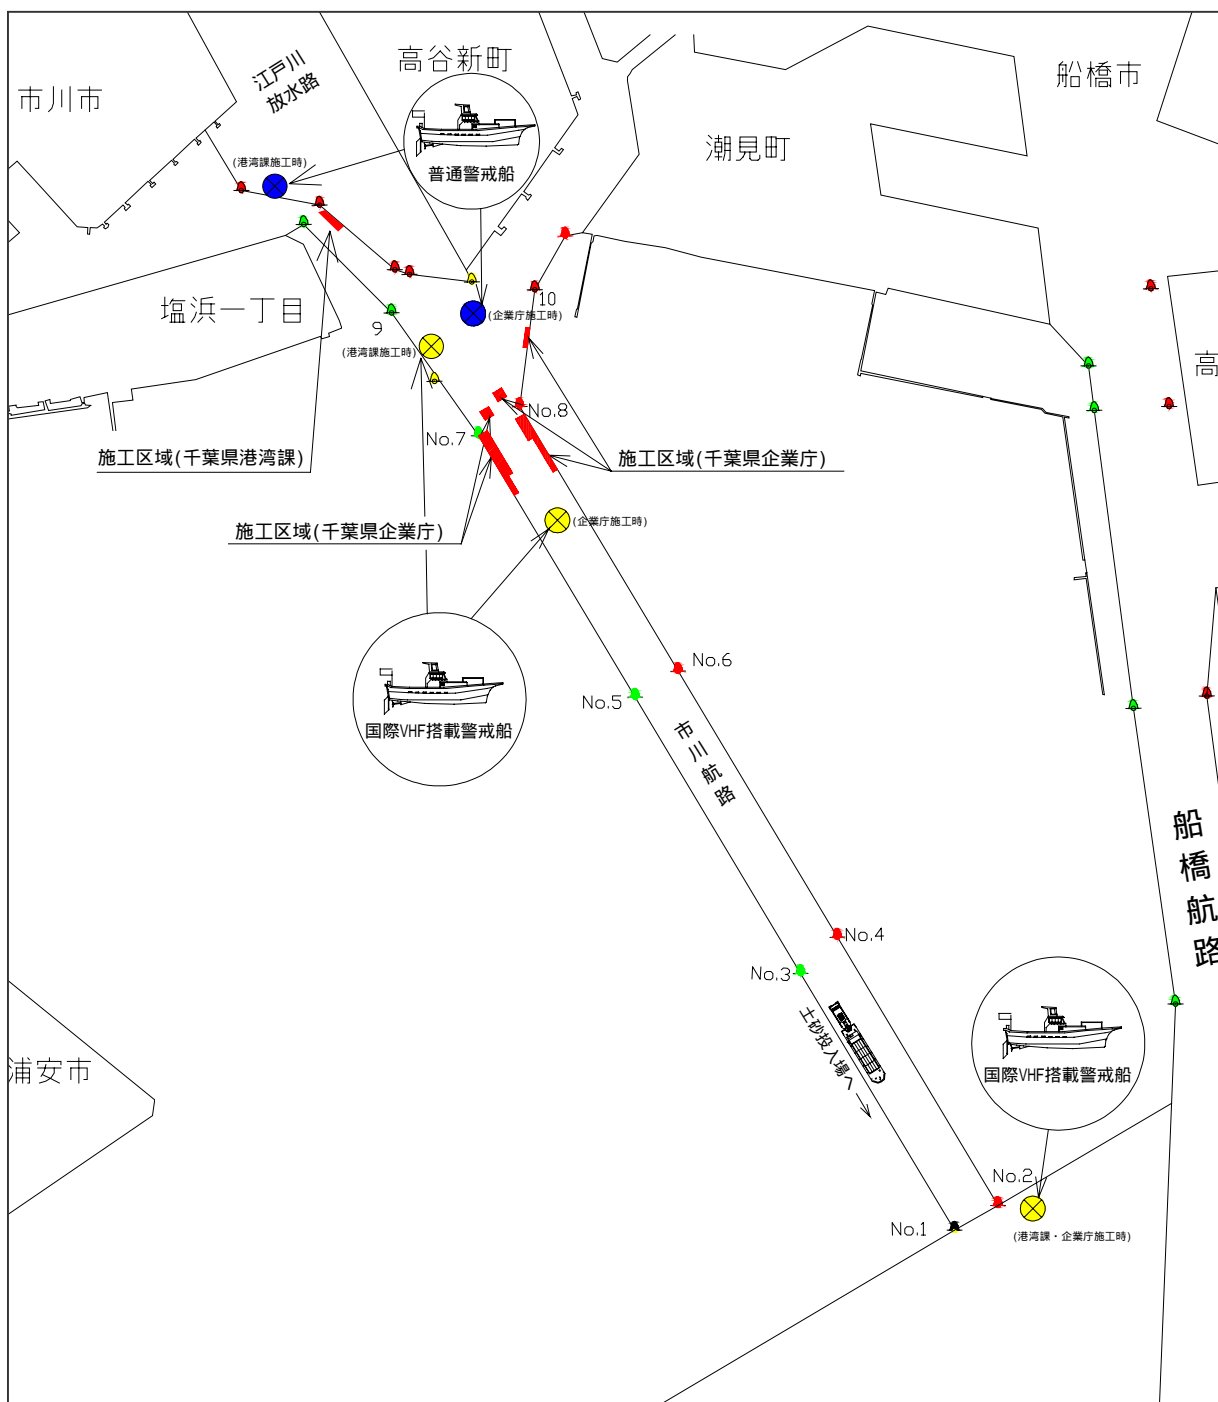 高谷新町
船橋市
江戸川
放水路
市川市
潮見町
(港湾課施工時)
普通警戒船
塩浜一丁目
10
(企業庁施工時)
9
(港湾課施工時)
高
No.8
No.7
施工区域(千葉県港湾課)
施工区域(千葉県企業庁)
(企業庁施工時)
施工区域(千葉県企業庁)
No.6
No.5
国際VHF搭載警戒船
市川航路
船橋航路
No.4
No.3
土砂投入場へ
浦安市
国際VHF搭載警戒船
No.2
No.1
(港湾課・企業庁施工時)